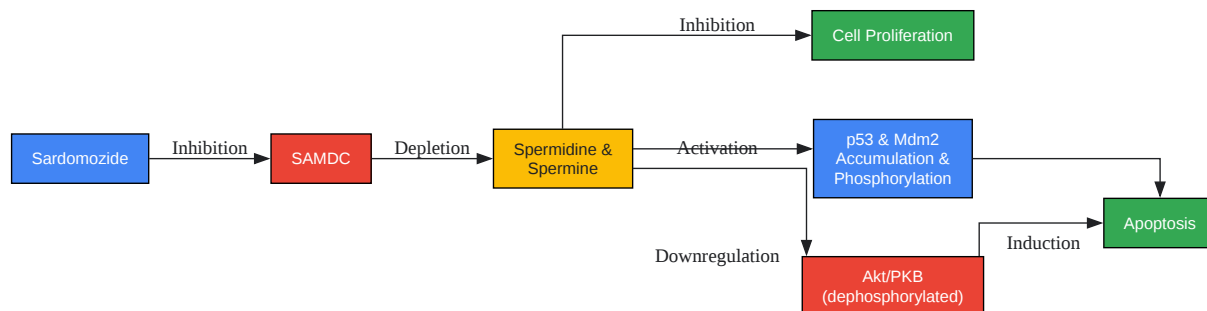 Inhibition
Cell Proliferation
Sardomozide
Inhibition
SAMDC
Depletion
Spermidine &
Spermine
Activation
p53 & Mdm2
Accumulation &
Phosphorylation
Apoptosis
Downregulation
Induction
Akt/PKB
(dephosphorylated)